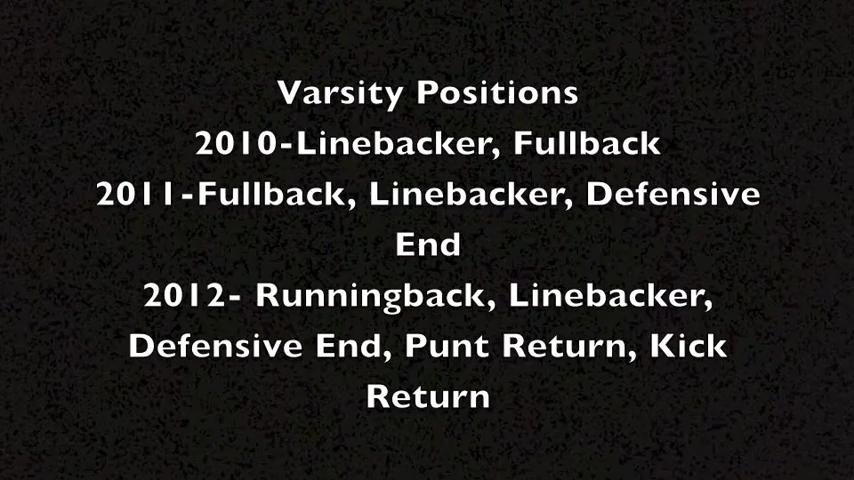 Varsity Positions
2010-Linebacker, Fullback
2011-Fullback, Linebacker, Defensive
End
2012- Runningback, Linebacker,
Defensive End, Punt Return, Kick
Return